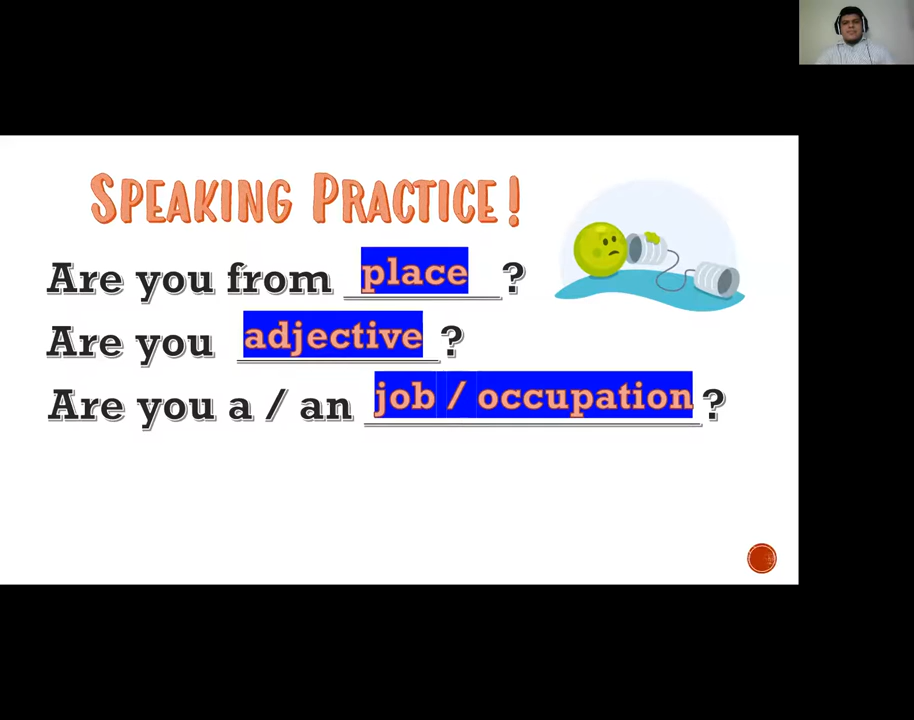 SPEAKING PRACTICE!
Are you from place ?
Are you adjective ?
Are you a / an job / occupation ?